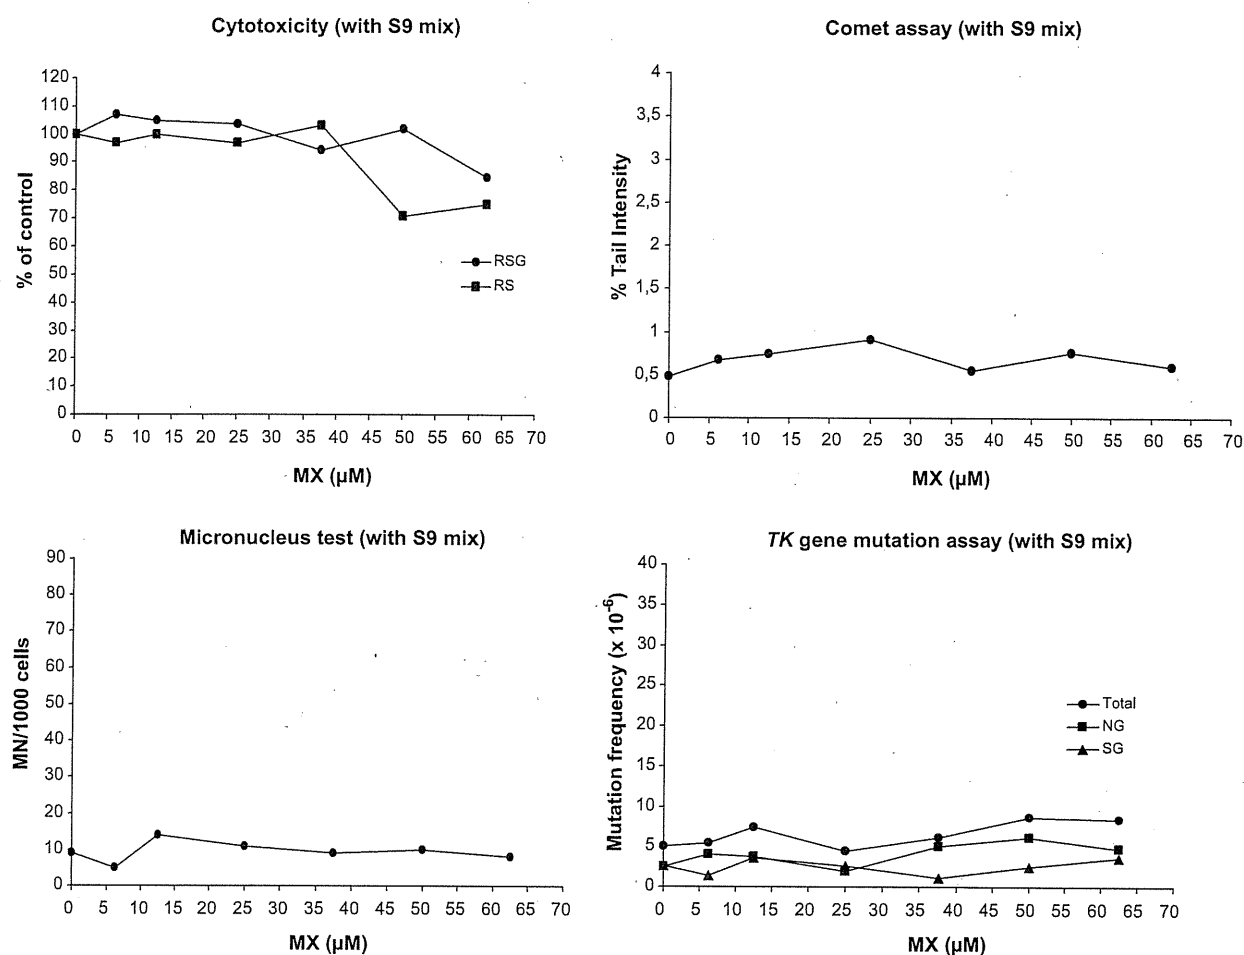 Cytotoxicity (with S9 mix)
120
110
100
90
80
70
60
50
40
30
20
10
0
% of control
RSG
RS
0 5 10 15 20 25 30 35 40 45 50 55 60 65 70
MX (µM)
Comet assay (with S9 mix)
4
3,5
3
2,5
2
1,5
1
0,5
0
% Tail Intensity
0 5 10 15 20 25 30 35 40 45 50 55 60 65 70
MX (µM)
Micronucleus test (with S9 mix)
90
80
70
60
50
40
30
20
10
0
MN/1000 cells
0 5 10 15 20 25 30 35 40 45 50 55 60 65 70
MX (µM)
TK gene mutation assay (with S9 mix)
40
35
30
25
20
15
10
5
0
Mutation frequency (x 10⁻⁶)
Total
NG
SG
0 5 10 15 20 25 30 35 40 45 50 55 60 65 70
MX (µM)